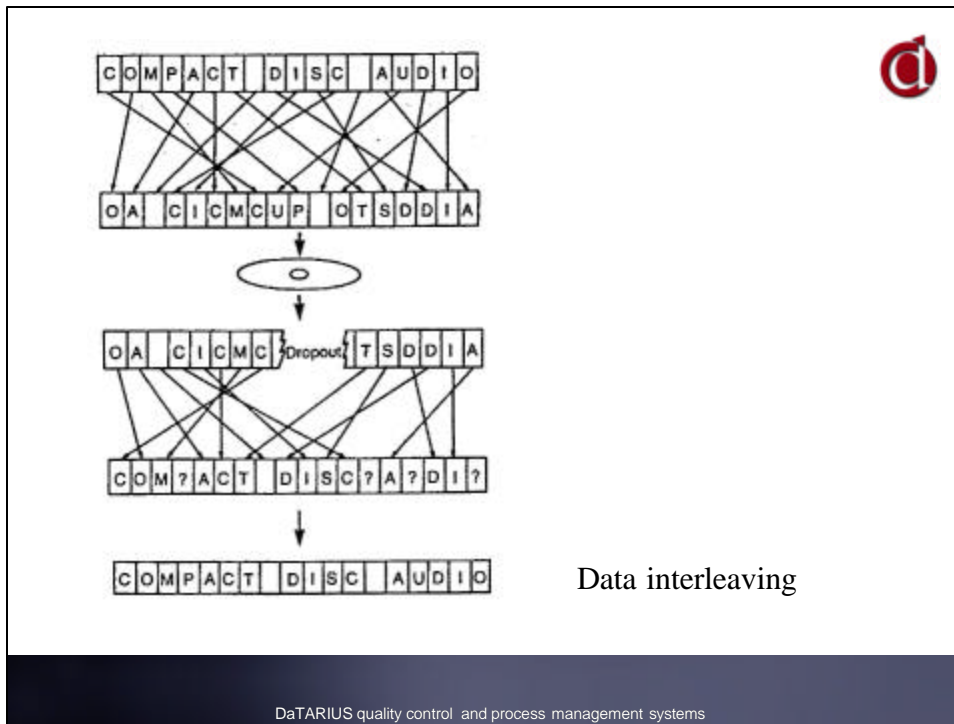 COMPACT DISC AUDIO
OA CICMCUP OTSDDIA
OA CICMC Dropout TSDDIA
COM?ACT DISC?A?DI?
COMPACT DISC AUDIO
Data interleaving
DaTARIUS quality control and process management systems